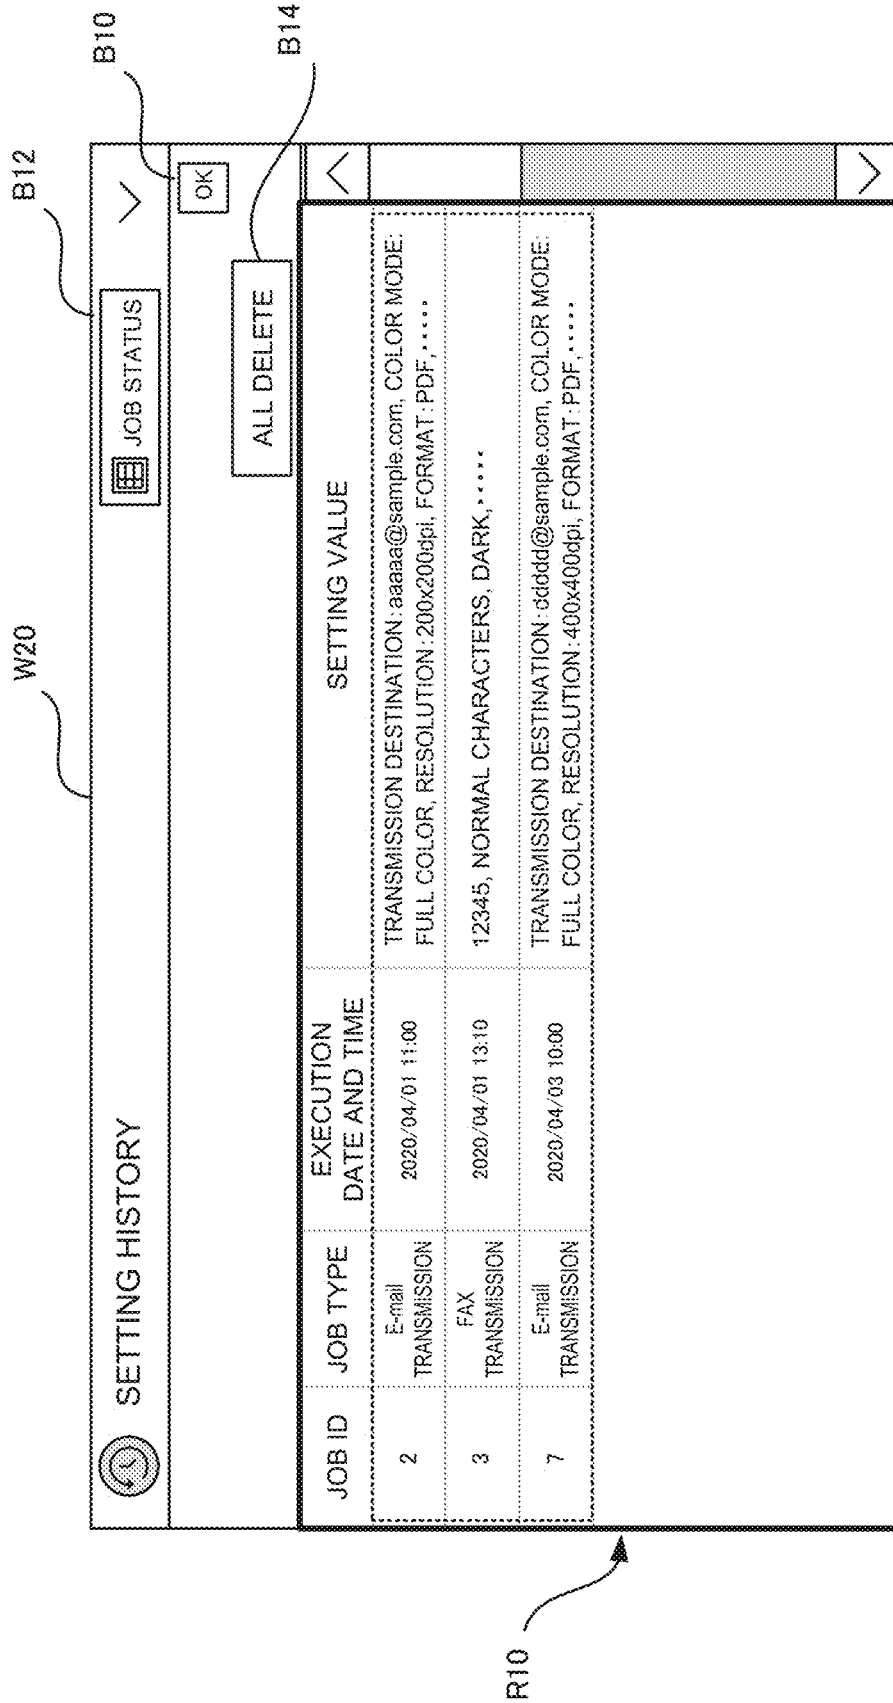 W20
B12
B10
SETTING HISTORY
JOB STATUS
OK
B14
ALL DELETE
JOB ID
JOB TYPE
EXECUTION
DATE AND TIME
SETTING VALUE
2
E-mail
TRANSMISSION
2020/04/01 11:00
TRANSMISSION DESTINATION:aaaaa@sample.com, COLOR MODE:
FULL COLOR, RESOLUTION:200x200dpi, FORMAT:PDF,•••••
3
FAX
TRANSMISSION
2020/04/01 13:10
12345, NORMAL CHARACTERS, DARK,•••••
7
E-mail
TRANSMISSION
2020/04/03 10:00
TRANSMISSION DESTINATION:ddddd@sample.com, COLOR MODE:
FULL COLOR, RESOLUTION:400x400dpi, FORMAT:PDF,•••••
R10